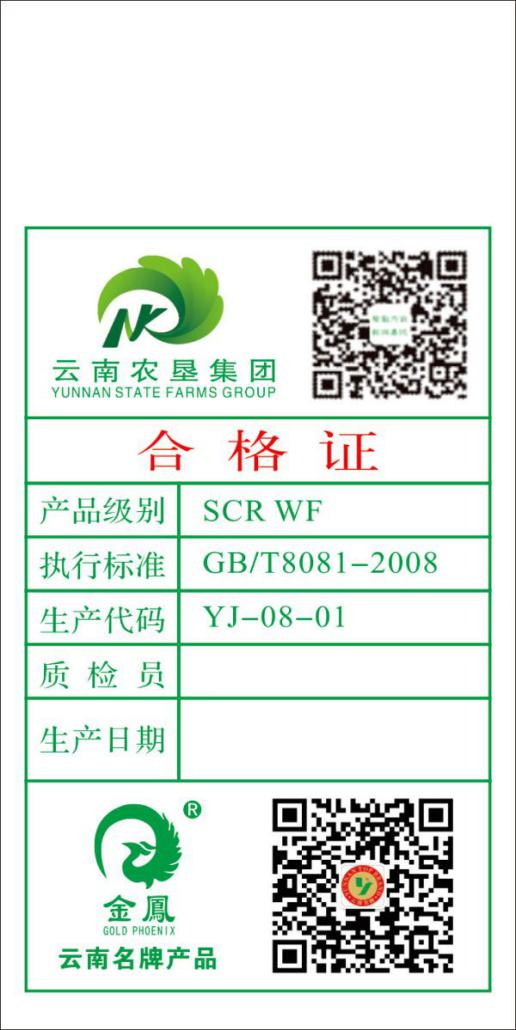 NK
云南农垦集团
YUNNAN STATE FARMS GROUP
合格证
产品级别 SCR WF
执行标准 GB/T8081-2008
生产代码 YJ-08-01
质检员
生产日期
®
金鳳
GOLD PHOENIX
云南名牌产品